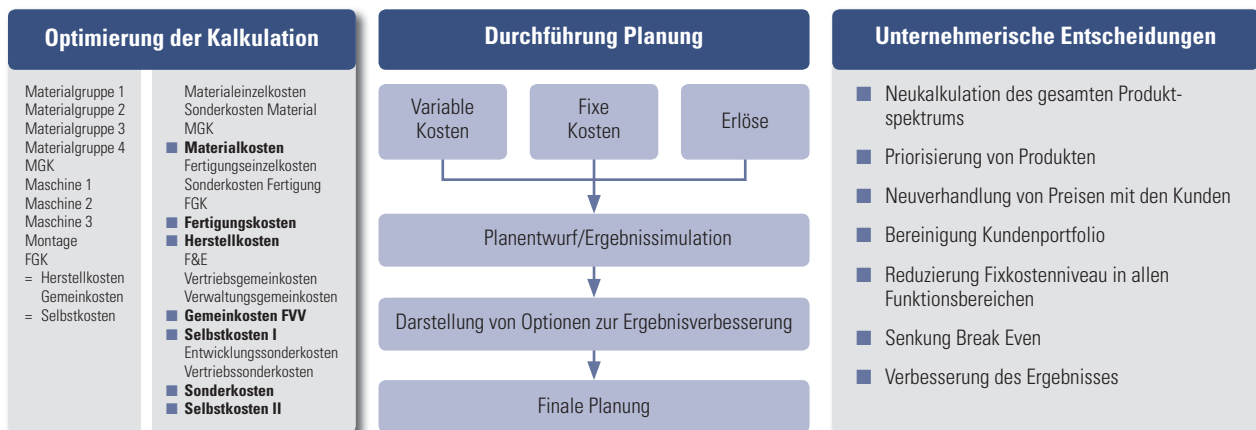 Optimierung der Kalkulation
Materialgruppe 1
Materialgruppe 2
Materialgruppe 3
Materialgruppe 4
MGK
Maschine 1
Maschine 2
Maschine 3
Montage
FGK
= Herstellkosten
Gemeinkosten
= Selbstkosten
Materialeinzelkosten
Sonderkosten Material
MGK
Materialkosten
Fertigungseinzelkosten
Sonderkosten Fertigung
FGK
Fertigungskosten
Herstellkosten
F&E
Vertriebsgemeinkosten
Verwaltungsgemeinkosten
Gemeinkosten FVV
Selbstkosten I
Entwicklungssonderkosten
Vertriebssonderkosten
Sonderkosten
Selbstkosten II
Durchführung Planung
Variable
Kosten
Fixe
Kosten
Erlöse
Planentwurf/Ergebnissimulation
Darstellung von Optionen zur Ergebnisverbesserung
Finale Planung
Unternehmerische Entscheidungen
Neukalkulation des gesamten Produkt-
spektrums
Priorisierung von Produkten
Neuverhandlung von Preisen mit den Kunden
Bereinigung Kundenportfolio
Reduzierung Fixkostenniveau in allen
Funktionsbereichen
Senkung Break Even
Verbesserung des Ergebnisses